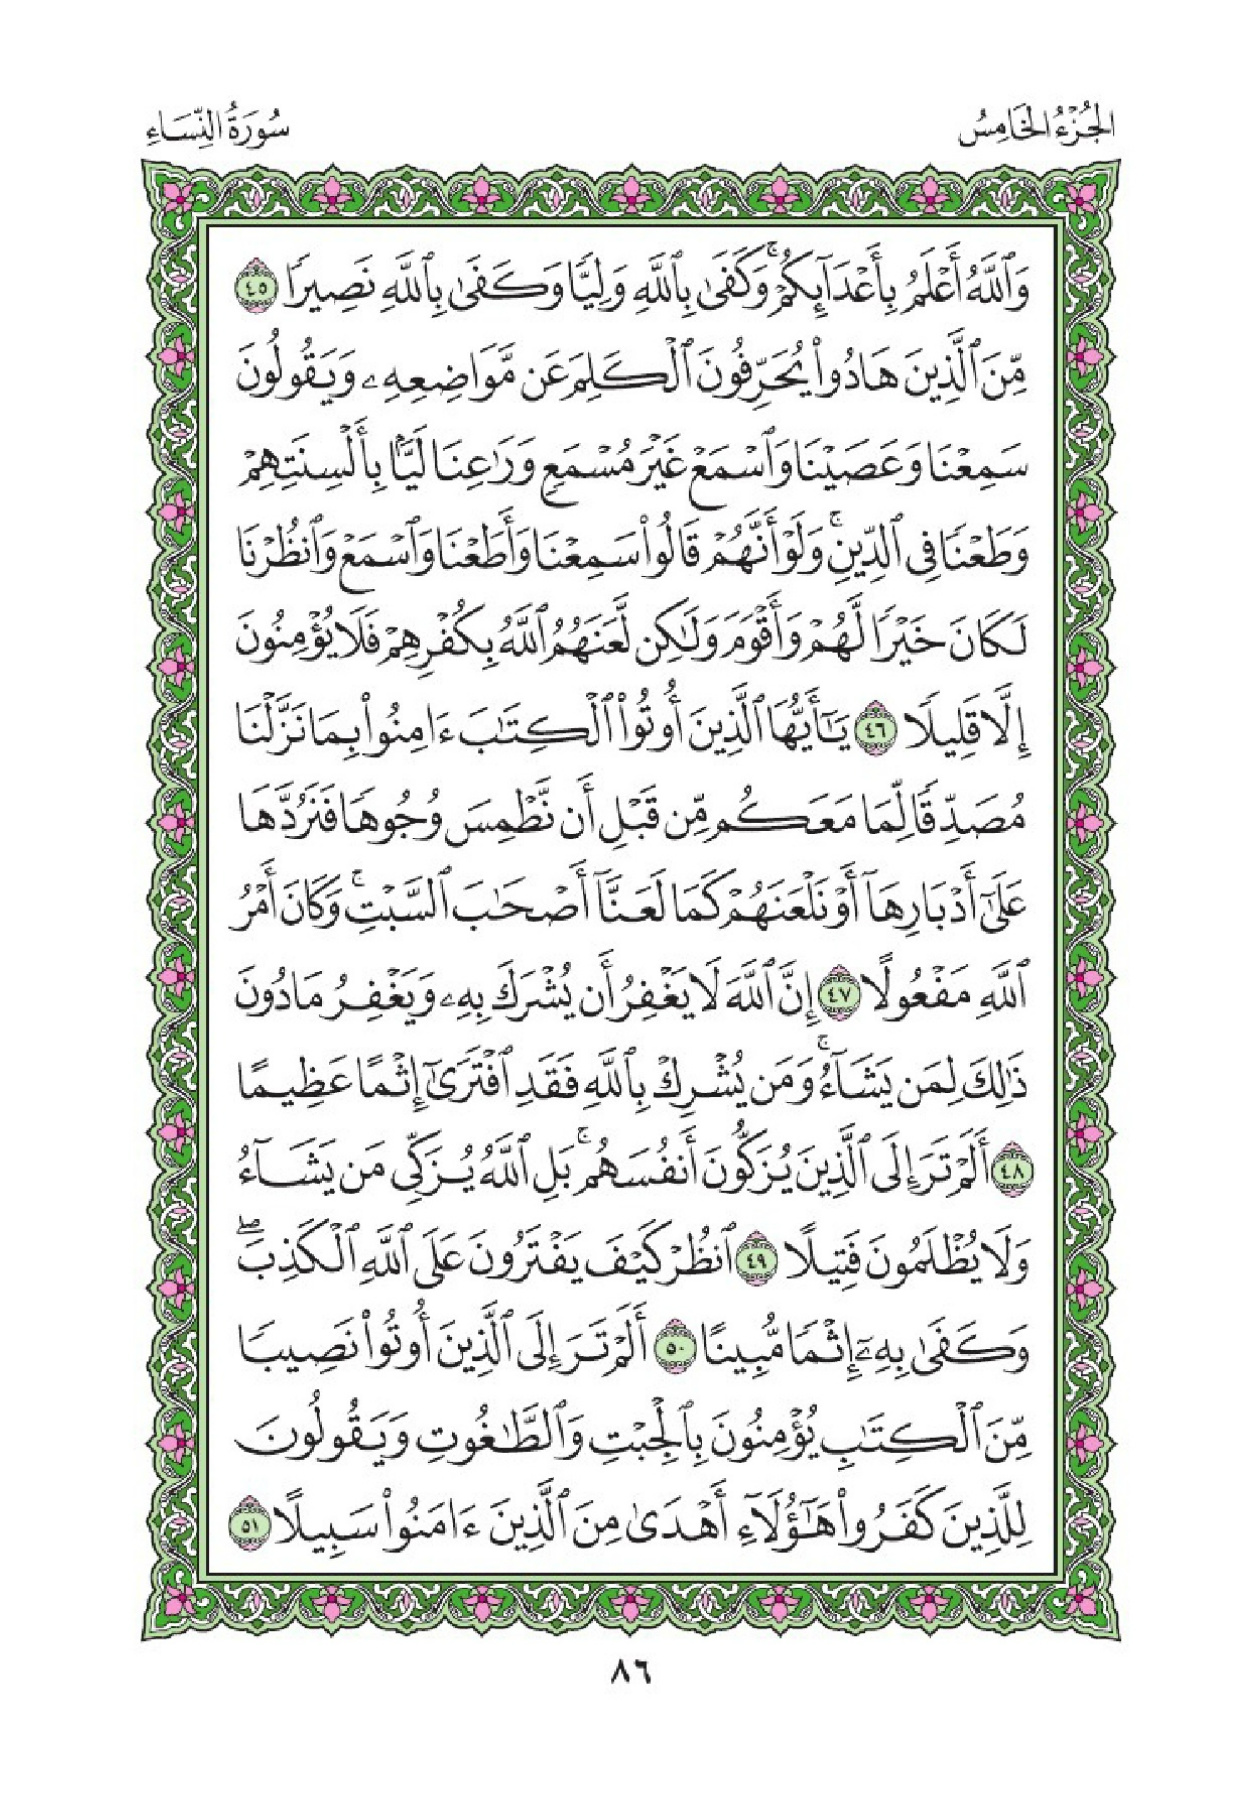 الجُزْءُ الخَامِسُ
سُورَةُ النِّسَاءِ
وَٱللَّهُ أَعْلَمُ بِأَعْدَآئِكُمْۚ وَكَفَىٰ بِٱللَّهِ وَلِيًّا وَكَفَىٰ بِٱللَّهِ نَصِيرًا ٤٥
مِّنَ ٱلَّذِينَ هَادُوا۟ يُحَرِّفُونَ ٱلْكَلِمَ عَن مَّوَاضِعِهِۦ وَيَقُولُونَ
سَمِعْنَا وَعَصَيْنَا وَٱسْمَعْ غَيْرَ مُسْمَعٍ وَرَٰعِنَا لَيًّۢا بِأَلْسِنَتِهِمْ
وَطَعْنًا فِى ٱلدِّينِۚ وَلَوْ أَنَّهُمْ قَالُوا۟ سَمِعْنَا وَأَطَعْنَا وَٱسْمَعْ وَٱنظُرْنَا
لَكَانَ خَيْرًا لَّهُمْ وَأَقْوَمَ وَلَٰكِن لَّعَنَهُمُ ٱللَّهُ بِكُفْرِهِمْ فَلَا يُؤْمِنُونَ
إِلَّا قَلِيلًا ٤٦ يَٰٓأَيُّهَا ٱلَّذِينَ أُوتُوا۟ ٱلْكِتَٰبَ ءَامِنُوا۟ بِمَا نَزَّلْنَا
مُصَدِّقًا لِّمَا مَعَكُم مِّن قَبْلِ أَن نَّطْمِسَ وُجُوهًا فَنَرُدَّهَا
عَلَىٰٓ أَدْبَارِهَآ أَوْ نَلْعَنَهُمْ كَمَا لَعَنَّآ أَصْحَٰبَ ٱلسَّبْتِۚ وَكَانَ أَمْرُ
ٱللَّهِ مَفْعُولًا ٤٧ إِنَّ ٱللَّهَ لَا يَغْفِرُ أَن يُشْرَكَ بِهِۦ وَيَغْفِرُ مَا دُونَ
ذَٰلِكَ لِمَن يَشَآءُۚ وَمَن يُشْرِكْ بِٱللَّهِ فَقَدِ ٱفْتَرَىٰٓ إِثْمًا عَظِيمًا
٤٨ أَلَمْ تَرَ إِلَى ٱلَّذِينَ يُزَكُّونَ أَنفُسَهُمۚ بَلِ ٱللَّهُ يُزَكِّى مَن يَشَآءُ
وَلَا يُظْلَمُونَ فَتِيلًا ٤٩ ٱنظُرْ كَيْفَ يَفْتَرُونَ عَلَى ٱللَّهِ ٱلْكَذِبَۖ
وَكَفَىٰ بِهِۦٓ إِثْمًا مُّبِينًا ٥٠ أَلَمْ تَرَ إِلَى ٱلَّذِينَ أُوتُوا۟ نَصِيبًا
مِّنَ ٱلْكِتَٰبِ يُؤْمِنُونَ بِٱلْجِبْتِ وَٱلطَّٰغُوتِ وَيَقُولُونَ
لِلَّذِينَ كَفَرُوا۟ هَٰٓؤُلَآءِ أَهْدَىٰ مِنَ ٱلَّذِينَ ءَامَنُوا۟ سَبِيلًا ٥١
٨٦